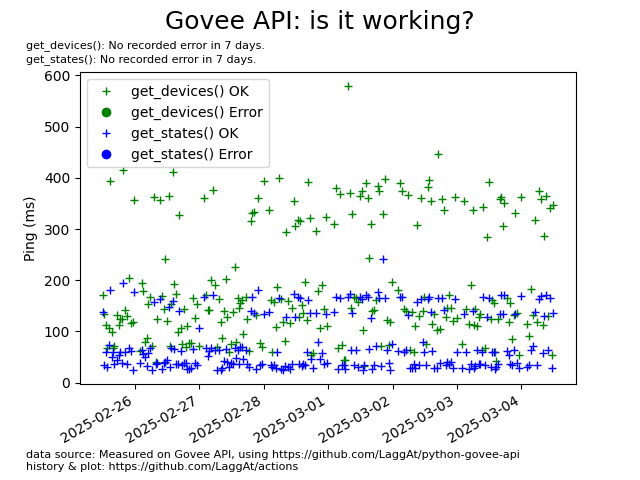 Govee API: is it working?
get_devices(): No recorded error in 7 days.
get_states(): No recorded error in 7 days.
get_devices() OK
get_devices() Error
get_states() OK
get_states() Error
Ping (ms)
600
500
400
300
200
100
0
2025-02-26
2025-02-27
2025-02-28
2025-03-01
2025-03-02
2025-03-03
2025-03-04
data source: Measured on Govee API, using https://github.com/LaggAt/python-govee-api
history & plot: https://github.com/LaggAt/actions